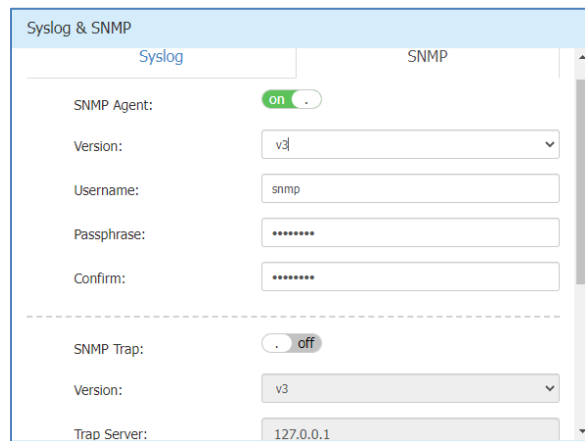 Syslog & SNMP
Syslog SNMP
SNMP Agent: on .
Version: v3
Username: snmp
Passphrase: ••••••••
Confirm: ••••••••
SNMP Trap: . off
Version: v3
Trap Server: 127.0.0.1